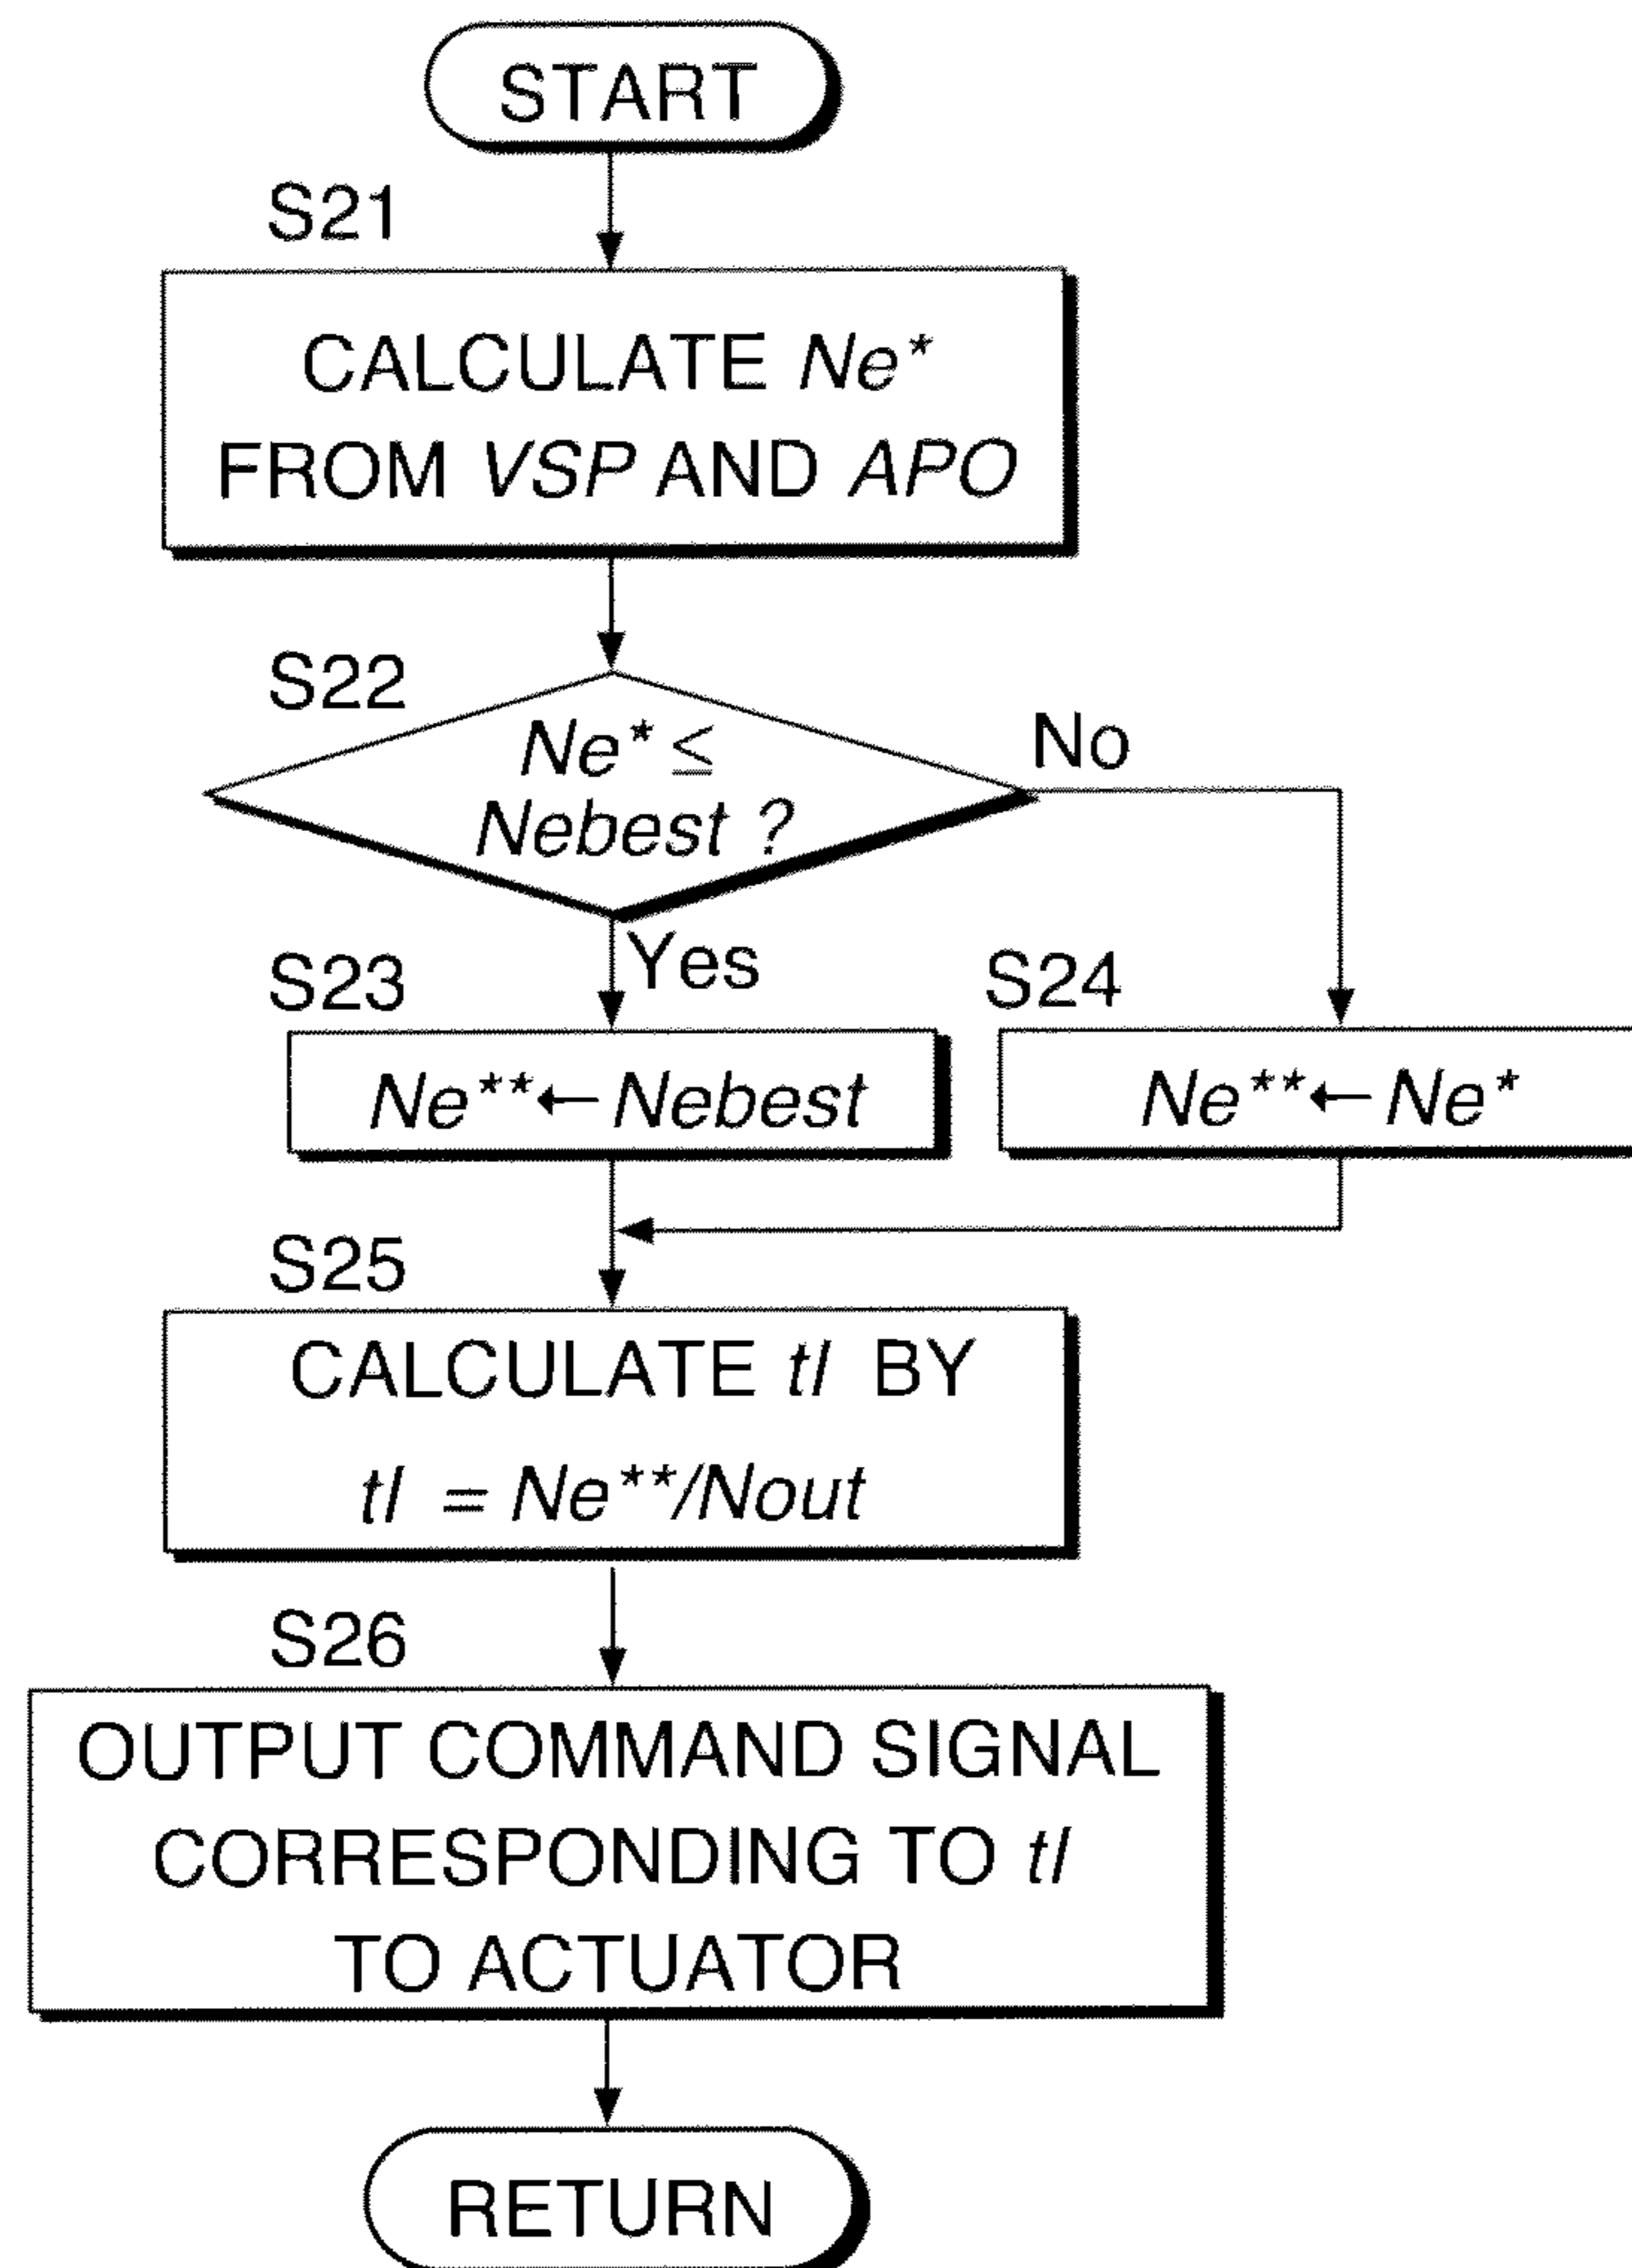 START
S21
CALCULATE Ne*
FROM VSP AND APO
S22
Ne* ≤
Nebest ?
No
Yes
S23
Ne**←Nebest
S24
Ne**←Ne*
S25
CALCULATE tI BY
tI = Ne**/Nout
S26
OUTPUT COMMAND SIGNAL
CORRESPONDING TO tI
TO ACTUATOR
RETURN